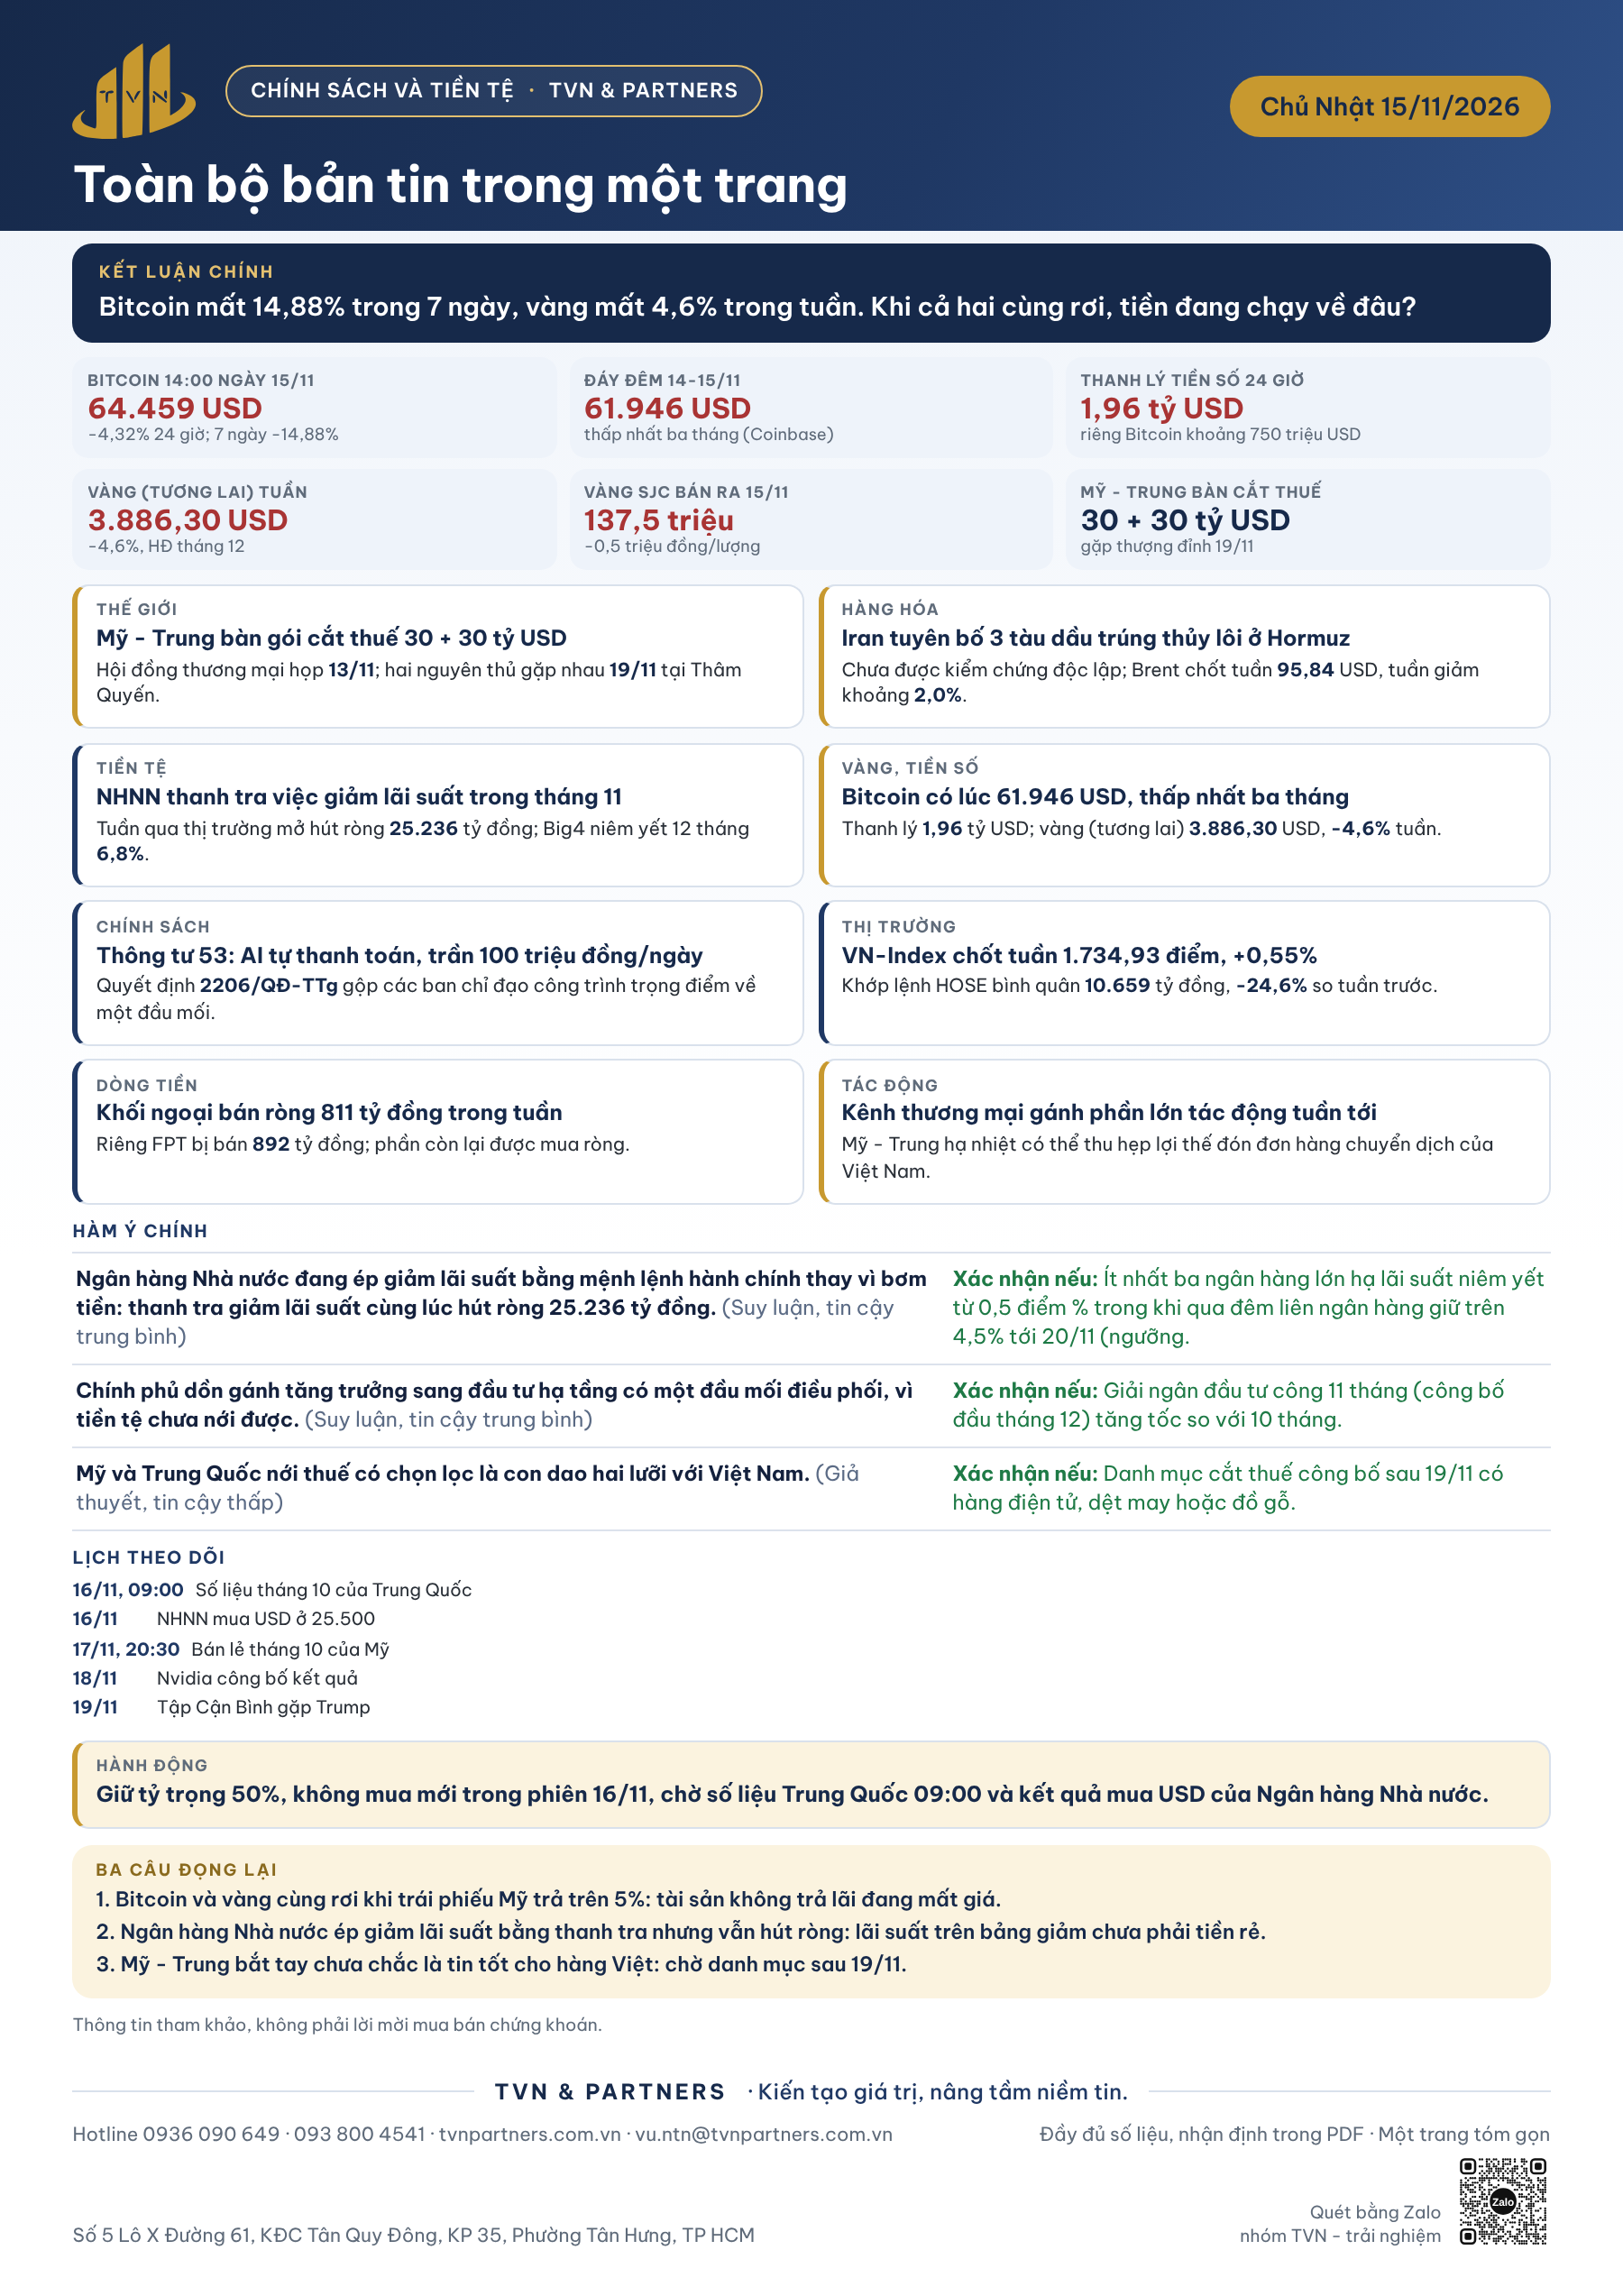 TVN
CHÍNH SÁCH VÀ TIỀN TỆ · TVN & PARTNERS
Chủ Nhật 15/11/2026
Toàn bộ bản tin trong một trang
KẾT LUẬN CHÍNH
Bitcoin mất 14,88% trong 7 ngày, vàng mất 4,6% trong tuần. Khi cả hai cùng rơi, tiền đang chạy về đâu?
BITCOIN 14:00 NGÀY 15/11
64.459 USD
-4,32% 24 giờ; 7 ngày -14,88%
ĐÁY ĐÊM 14-15/11
61.946 USD
thấp nhất ba tháng (Coinbase)
THANH LÝ TIỀN SỐ 24 GIỜ
1,96 tỷ USD
riêng Bitcoin khoảng 750 triệu USD
VÀNG (TƯƠNG LAI) TUẦN
3.886,30 USD
-4,6%, HĐ tháng 12
VÀNG SJC BÁN RA 15/11
137,5 triệu
-0,5 triệu đồng/lượng
MỸ - TRUNG BÀN CẮT THUẾ
30 + 30 tỷ USD
gặp thượng đỉnh 19/11
THẾ GIỚI
Mỹ - Trung bàn gói cắt thuế 30 + 30 tỷ USD
Hội đồng thương mại họp 13/11; hai nguyên thủ gặp nhau 19/11 tại Thâm
Quyến.
HÀNG HÓA
Iran tuyên bố 3 tàu dầu trúng thủy lôi ở Hormuz
Chưa được kiểm chứng độc lập; Brent chốt tuần 95,84 USD, tuần giảm
khoảng 2,0%.
TIỀN TỆ
NHNN thanh tra việc giảm lãi suất trong tháng 11
Tuần qua thị trường mở hút ròng 25.236 tỷ đồng; Big4 niêm yết 12 tháng
6,8%.
VÀNG, TIỀN SỐ
Bitcoin có lúc 61.946 USD, thấp nhất ba tháng
Thanh lý 1,96 tỷ USD; vàng (tương lai) 3.886,30 USD, -4,6% tuần.
CHÍNH SÁCH
Thông tư 53: AI tự thanh toán, trần 100 triệu đồng/ngày
Quyết định 2206/QĐ-TTg gộp các ban chỉ đạo công trình trọng điểm về
một đầu mối.
THỊ TRƯỜNG
VN-Index chốt tuần 1.734,93 điểm, +0,55%
Khớp lệnh HOSE bình quân 10.659 tỷ đồng, -24,6% so tuần trước.
DÒNG TIỀN
Khối ngoại bán ròng 811 tỷ đồng trong tuần
Riêng FPT bị bán 892 tỷ đồng; phần còn lại được mua ròng.
TÁC ĐỘNG
Kênh thương mại gánh phần lớn tác động tuần tới
Mỹ - Trung hạ nhiệt có thể thu hẹp lợi thế đón đơn hàng chuyển dịch của
Việt Nam.
HÀM Ý CHÍNH
Ngân hàng Nhà nước đang ép giảm lãi suất bằng mệnh lệnh hành chính thay vì bơm
tiền: thanh tra giảm lãi suất cùng lúc hút ròng 25.236 tỷ đồng. (Suy luận, tin cậy
trung bình)
Xác nhận nếu: Ít nhất ba ngân hàng lớn hạ lãi suất niêm yết
từ 0,5 điểm % trong khi qua đêm liên ngân hàng giữ trên
4,5% tới 20/11 (ngưỡng.
Chính phủ dồn gánh tăng trưởng sang đầu tư hạ tầng có một đầu mối điều phối, vì
tiền tệ chưa nới được. (Suy luận, tin cậy trung bình)
Xác nhận nếu: Giải ngân đầu tư công 11 tháng (công bố
đầu tháng 12) tăng tốc so với 10 tháng.
Mỹ và Trung Quốc nới thuế có chọn lọc là con dao hai lưỡi với Việt Nam. (Giả
thuyết, tin cậy thấp)
Xác nhận nếu: Danh mục cắt thuế công bố sau 19/11 có
hàng điện tử, dệt may hoặc đồ gỗ.
LỊCH THEO DÕI
16/11, 09:00 Số liệu tháng 10 của Trung Quốc
16/11 NHNN mua USD ở 25.500
17/11, 20:30 Bán lẻ tháng 10 của Mỹ
18/11 Nvidia công bố kết quả
19/11 Tập Cận Bình gặp Trump
HÀNH ĐỘNG
Giữ tỷ trọng 50%, không mua mới trong phiên 16/11, chờ số liệu Trung Quốc 09:00 và kết quả mua USD của Ngân hàng Nhà nước.
BA CÂU ĐỌNG LẠI
1. Bitcoin và vàng cùng rơi khi trái phiếu Mỹ trả trên 5%: tài sản không trả lãi đang mất giá.
2. Ngân hàng Nhà nước ép giảm lãi suất bằng thanh tra nhưng vẫn hút ròng: lãi suất trên bảng giảm chưa phải tiền rẻ.
3. Mỹ - Trung bắt tay chưa chắc là tin tốt cho hàng Việt: chờ danh mục sau 19/11.
Thông tin tham khảo, không phải lời mời mua bán chứng khoán.
TVN & PARTNERS · Kiến tạo giá trị, nâng tầm niềm tin.
Hotline 0936 090 649 · 093 800 4541 · tvnpartners.com.vn · vu.ntn@tvnpartners.com.vn
Đầy đủ số liệu, nhận định trong PDF · Một trang tóm gọn
Zalo
Quét bằng Zalo
nhóm TVN - trải nghiệm
Số 5 Lô X Đường 61, KĐC Tân Quy Đông, KP 35, Phường Tân Hưng, TP HCM